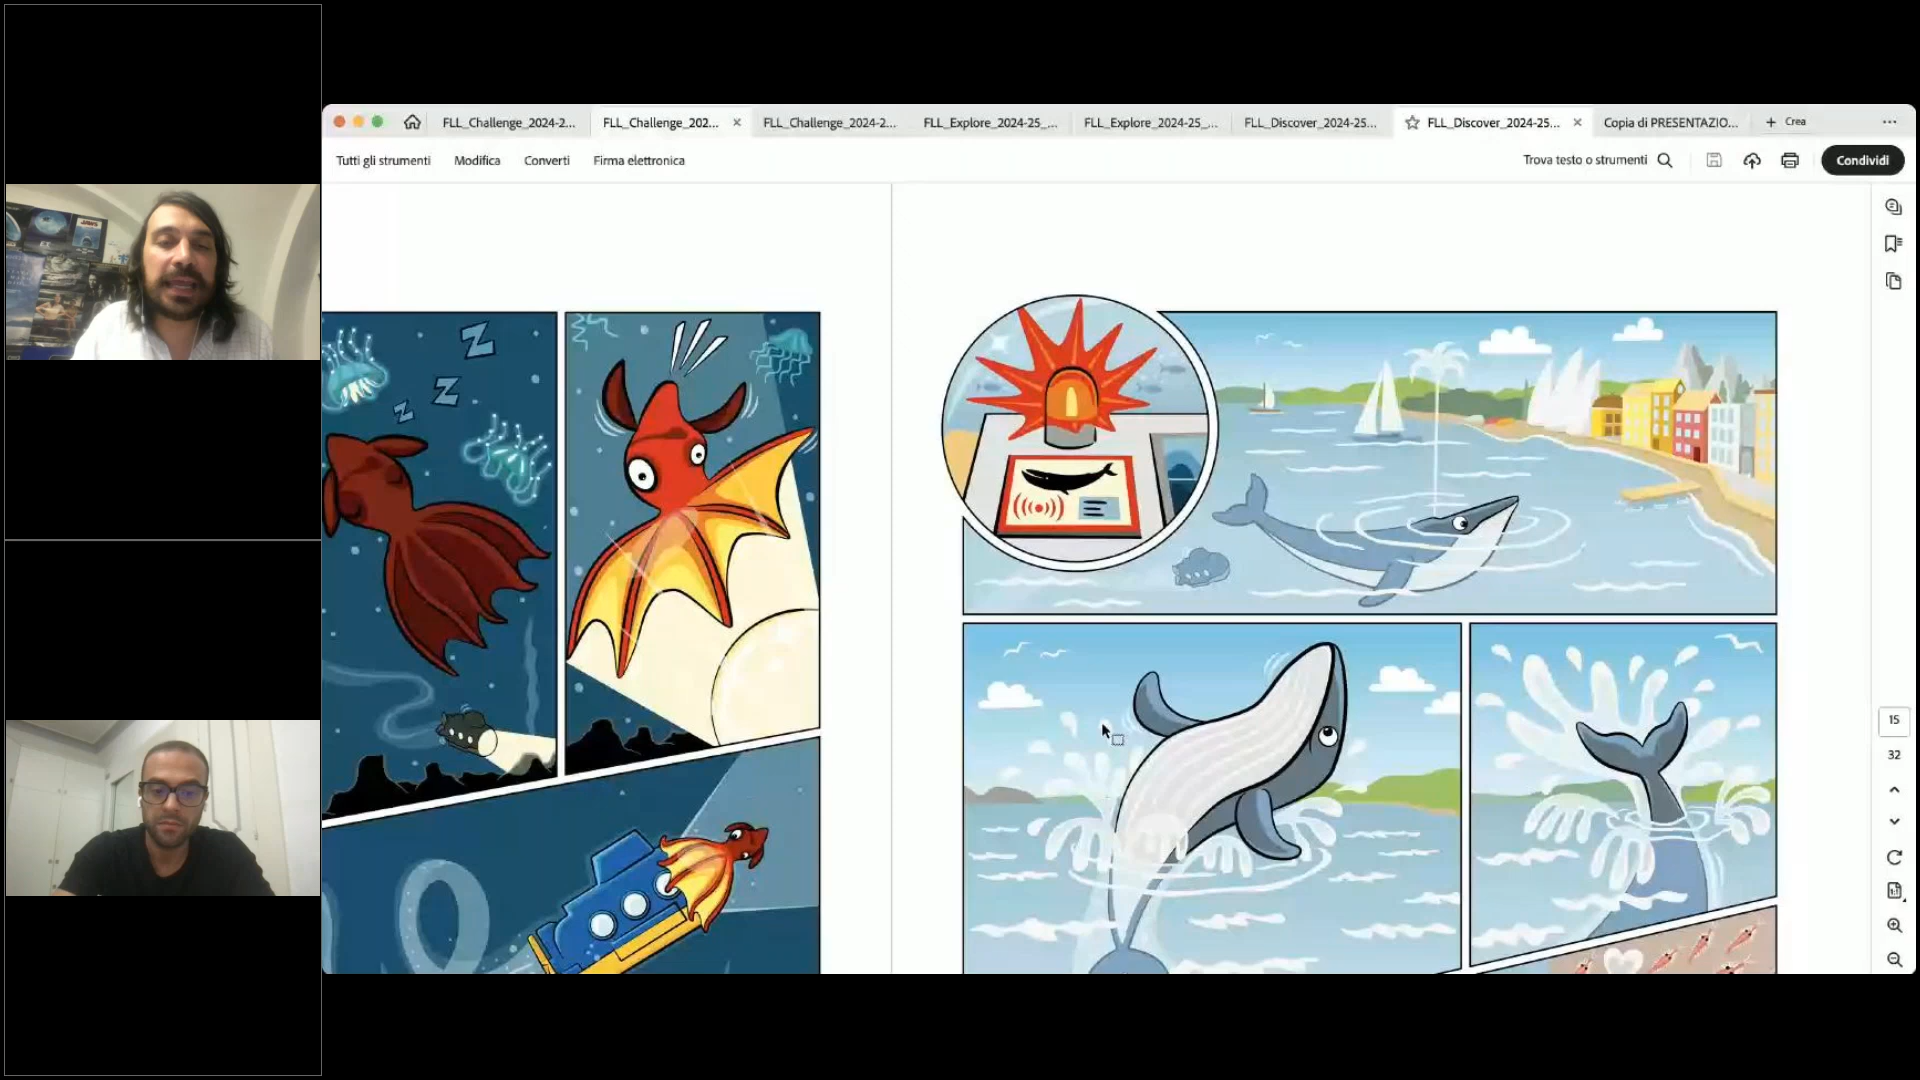 FLL_Challenge_2024-2...
FLL_Challenge_202...
FLL_Challenge_2024-2...
FLL_Explore_2024-25_...
FLL_Explore_2024-25_...
FLL_Discover_2024-25...
FLL_Discover_2024-25...
Copia di PRESENTAZIO...
+ Crea
Tutti gli strumenti
Modifica
Converti
Firma elettronica
Trova testo o strumenti
Condividi
Z
Z
Z
15
32